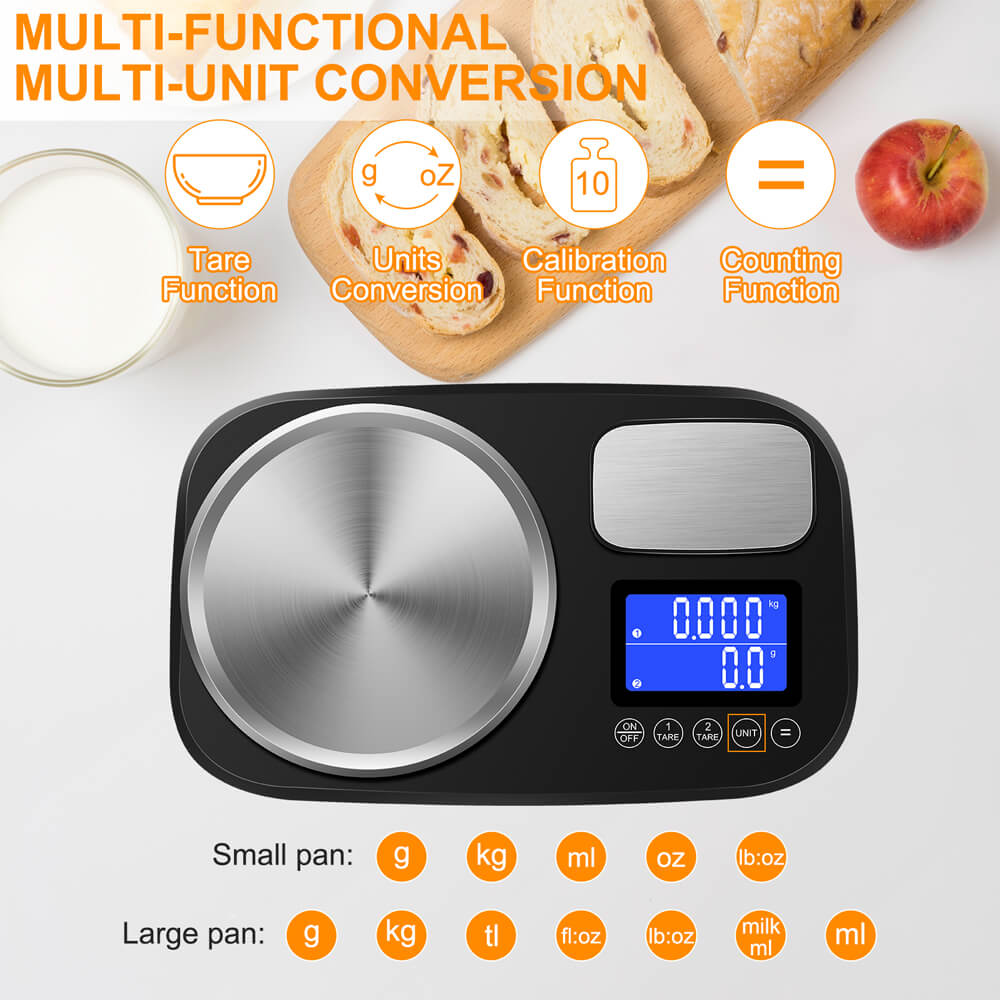 MULTI-FUNCTIONAL
MULTI-UNIT CONVERSION
g oz
10
=
Tare Function
Units Conversion
Calibration Function
Counting Function
1 0.000 kg
2 0.0 g
ON OFF
1 TARE
2 TARE
UNIT
=
Small pan: g kg ml oz lb:oz
Large pan: g kg tl fl:oz lb:oz milk ml ml